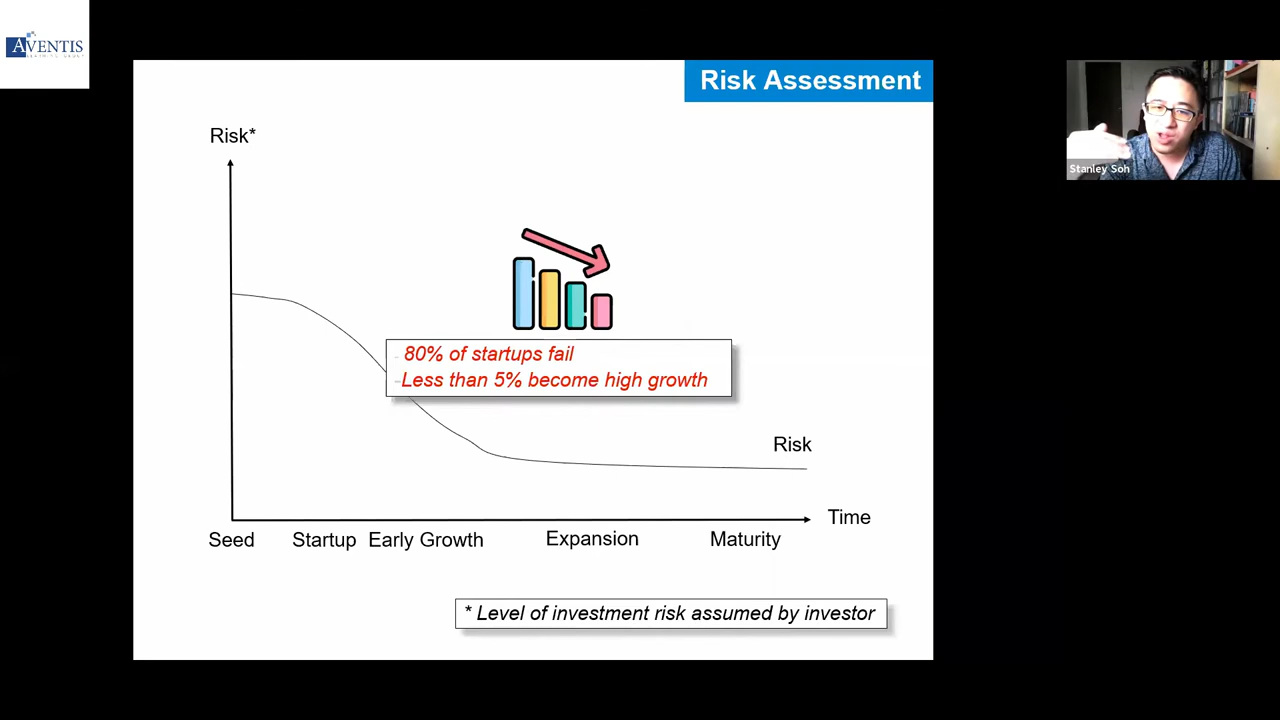 AVENTIS
Risk Assessment
Risk*
Stanley Soh
- 80% of startups fail
-Less than 5% become high growth
Risk
Time
Seed Startup Early Growth Expansion Maturity
* Level of investment risk assumed by investor